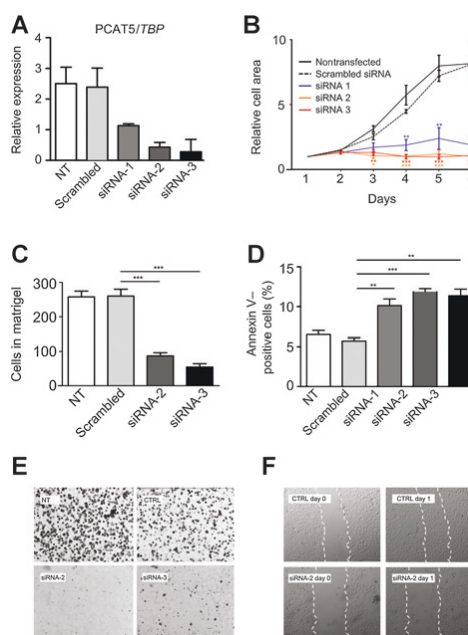 A
PCAT5/TBP
Relative expression
4
3
2
1
0
NT
Scrambled
siRNA-1
siRNA-2
siRNA-3
B
Relative cell area
10
8
6
4
2
0
Nontransfected
Scrambled siRNA
siRNA 1
siRNA 2
siRNA 3
**
**
**
***
***
1
2
3
4
5
Days
C
Cells in matrigel
300
200
100
0
***
***
NT
Scrambled
siRNA-2
siRNA-3
D
Annexin V–
positive cells (%)
15
10
5
0
**
***
**
NT
Scrambled
siRNA-1
siRNA-2
siRNA-3
E
NT
CTRL
siRNA-2
siRNA-3
F
CTRL day 0
CTRL day 1
siRNA-2 day 0
siRNA-2 day 1